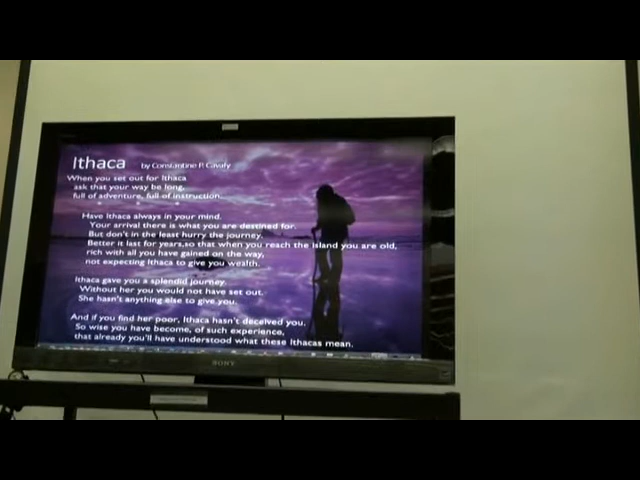 Ithaca by Constantine P. Cavafy
When you set out for Ithaca
ask that your way be long,
full of adventure, full of instruction.
Have Ithaca always in your mind.
Your arrival there is what you are destined for.
But don't in the least hurry the journey.
Better it last for years,so that when you reach the island you are old,
rich with all you have gained on the way,
not expecting Ithaca to give you wealth.
Ithaca gave you a splendid journey.
Without her you would not have set out.
She hasn't anything else to give you.
And if you find her poor, Ithaca hasn't deceived you.
So wise you have become, of such experience,
that already you'll have understood what these Ithacas mean.
SONY